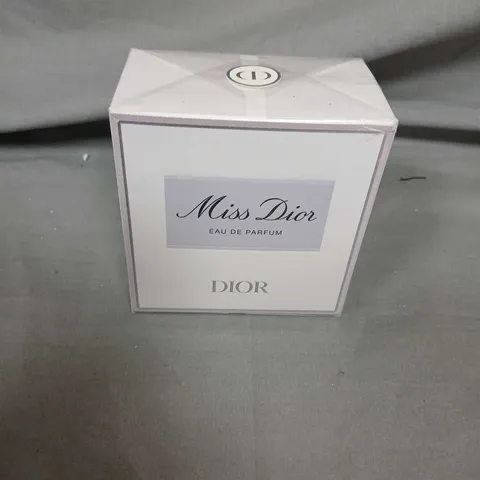 Miss Dior
EAU DE PARFUM
DIOR